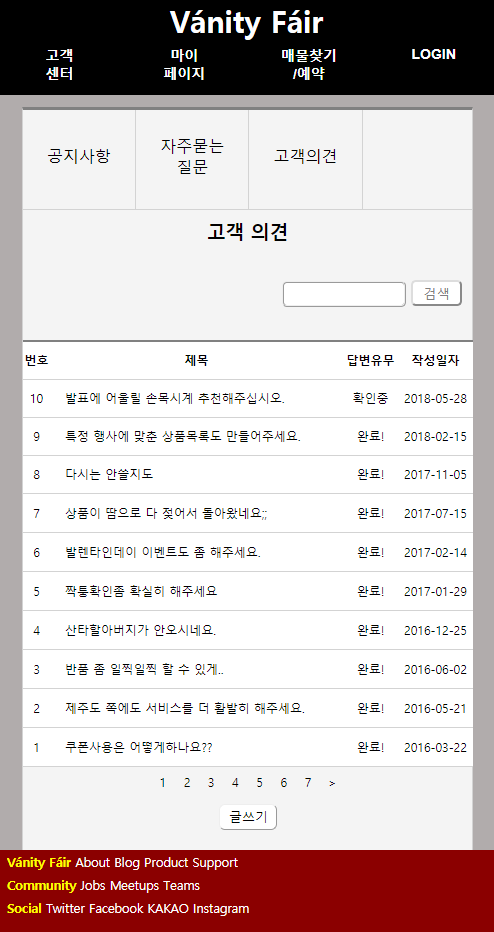 Vánity Fáir
고객 마이 매물찾기 LOGIN
센터 페이지 /예약
공지사항 자주묻는 고객의견
질문
고객 의견
검색
번호 제목 답변유무 작성일자
10 발표에 어울릴 손목시계 추천해주십시오. 확인중 2018-05-28
9 특정 행사에 맞춘 상품목록도 만들어주세요. 완료! 2018-02-15
8 다시는 안쓸지도 완료! 2017-11-05
7 상품이 땀으로 다 젖어서 돌아왔네요;; 완료! 2017-07-15
6 발렌타인데이 이벤트도 좀 해주세요. 완료! 2017-02-14
5 짝퉁확인좀 확실히 해주세요 완료! 2017-01-29
4 산타할아버지가 안오시네요. 완료! 2016-12-25
3 반품 좀 일찍일찍 할 수 있게.. 완료! 2016-06-02
2 제주도 쪽에도 서비스를 더 활발히 해주세요. 완료! 2016-05-21
1 쿠폰사용은 어떻게하나요?? 완료! 2016-03-22
1 2 3 4 5 6 7 >
글쓰기
Vánity Fáir About Blog Product Support
Community Jobs Meetups Teams
Social Twitter Facebook KAKAO Instagram